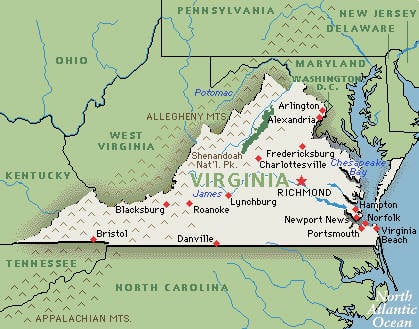 PENNSYLVANIA
NEW JERSEY
DELAWARE
OHIO
MARYLAND
WASHINGTON
D.C.
Potomac
Arlington
Alexandria
ALLEGHENY MTS.
WEST
VIRGINIA
Shenandoah
Nat'l. Pk.
Fredericksburg
Charlottesville
Chesapeake
Bay
KENTUCKY
VIRGINIA
RICHMOND
James
Lynchburg
Blacksburg
Roanoke
Hampton
Newport News
Norfolk
Portsmouth
Virginia
Beach
Bristol
Danville
TENNESSEE
NORTH CAROLINA
North
Atlantic
Ocean
APPALACHIAN MTS.